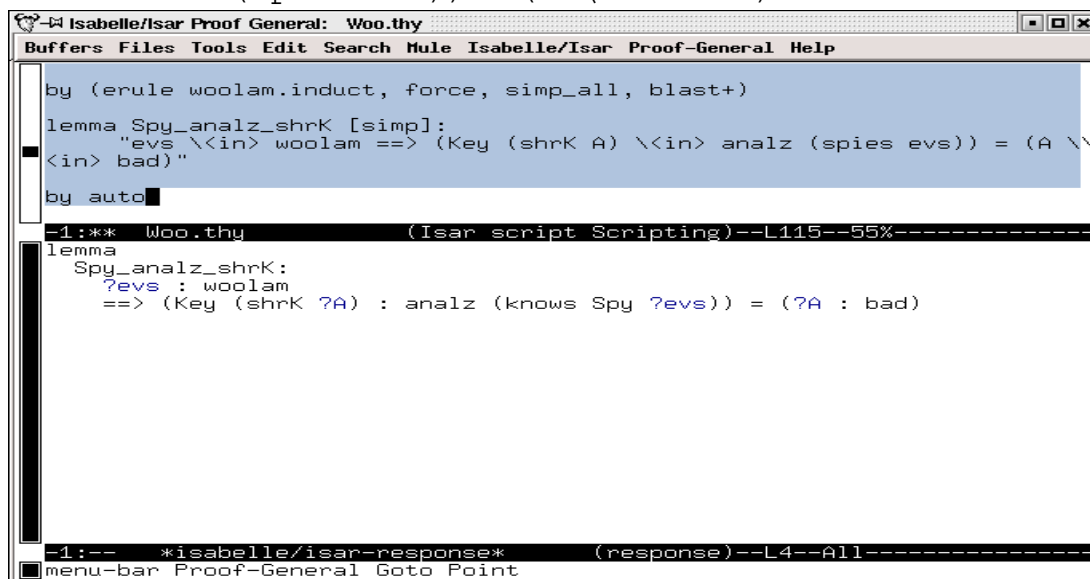 Isabelle/Isar Proof General: Woo.thy
Buffers Files Tools Edit Search Mule Isabelle/Isar Proof-General Help
by (erule woolam.induct, force, simp_all, blast+)
lemma Spy_analz_shrK [simp]:
"evs \<in> woolam ==> (Key (shrK A) \<in> analz (spies evs)) = (A \\
<in> bad)"
by auto
-1:** Woo.thy (Isar script Scripting)--L115--55%--------------
lemma
Spy_analz_shrK:
?evs : woolam
==> (Key (shrK ?A) : analz (knows Spy ?evs)) = (?A : bad)
-1:-- *isabelle/isar-response* (response)--L4--All----------------
menu-bar Proof-General Goto Point